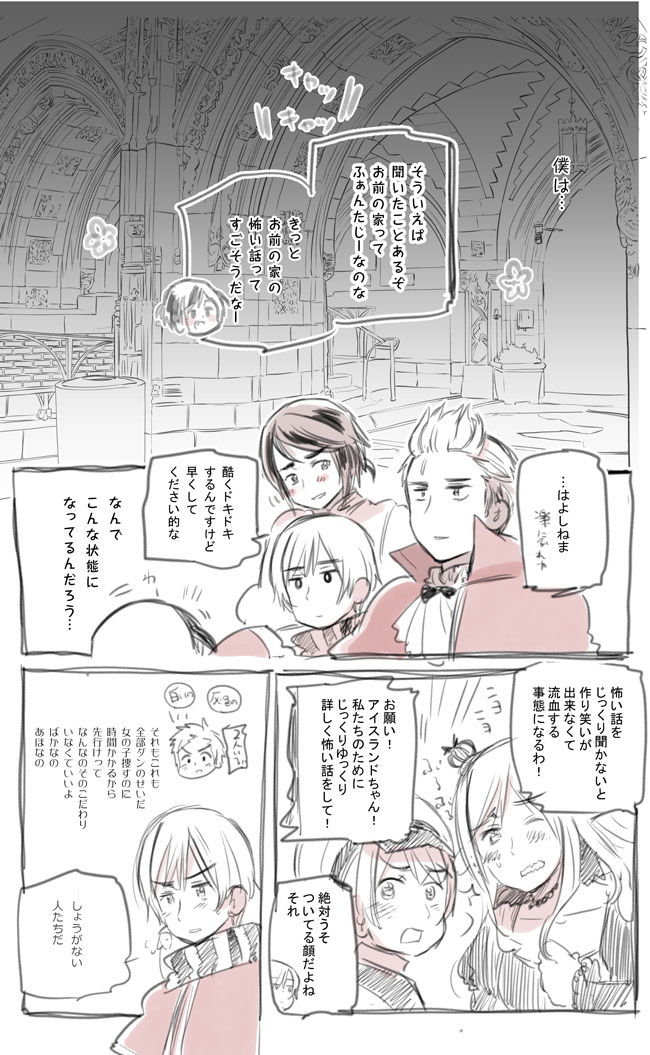 僕は…
キャッ
キャッ
そういえば
聞いたことあるぞ
お前の家って
ふぁんたじーなのな
きっと
お前の家の
怖い話って
すごそうだなー
…はよしねま
酷くドキドキ
するんですけど
早くして
ください的な
なんで
こんな状態に
なってるんだろう…
わ
怖い話を
じっくり聞かないと
作り笑いが
出来なくて
流血する
事態になるわ!
お願い!
アイスランドちゃん!
私たちのために
じっくりゆっくり
詳しく怖い話をして!
絶対うそ
ついてる顔だよね
それ
白いの
それもこれも
全部ダンのせいだ
女の子捜すのに
時間かかるから
先行けって
なんなのそのこだわり
いなくていいよ
ばかなの
あほなの
しょうがない
人たちだ